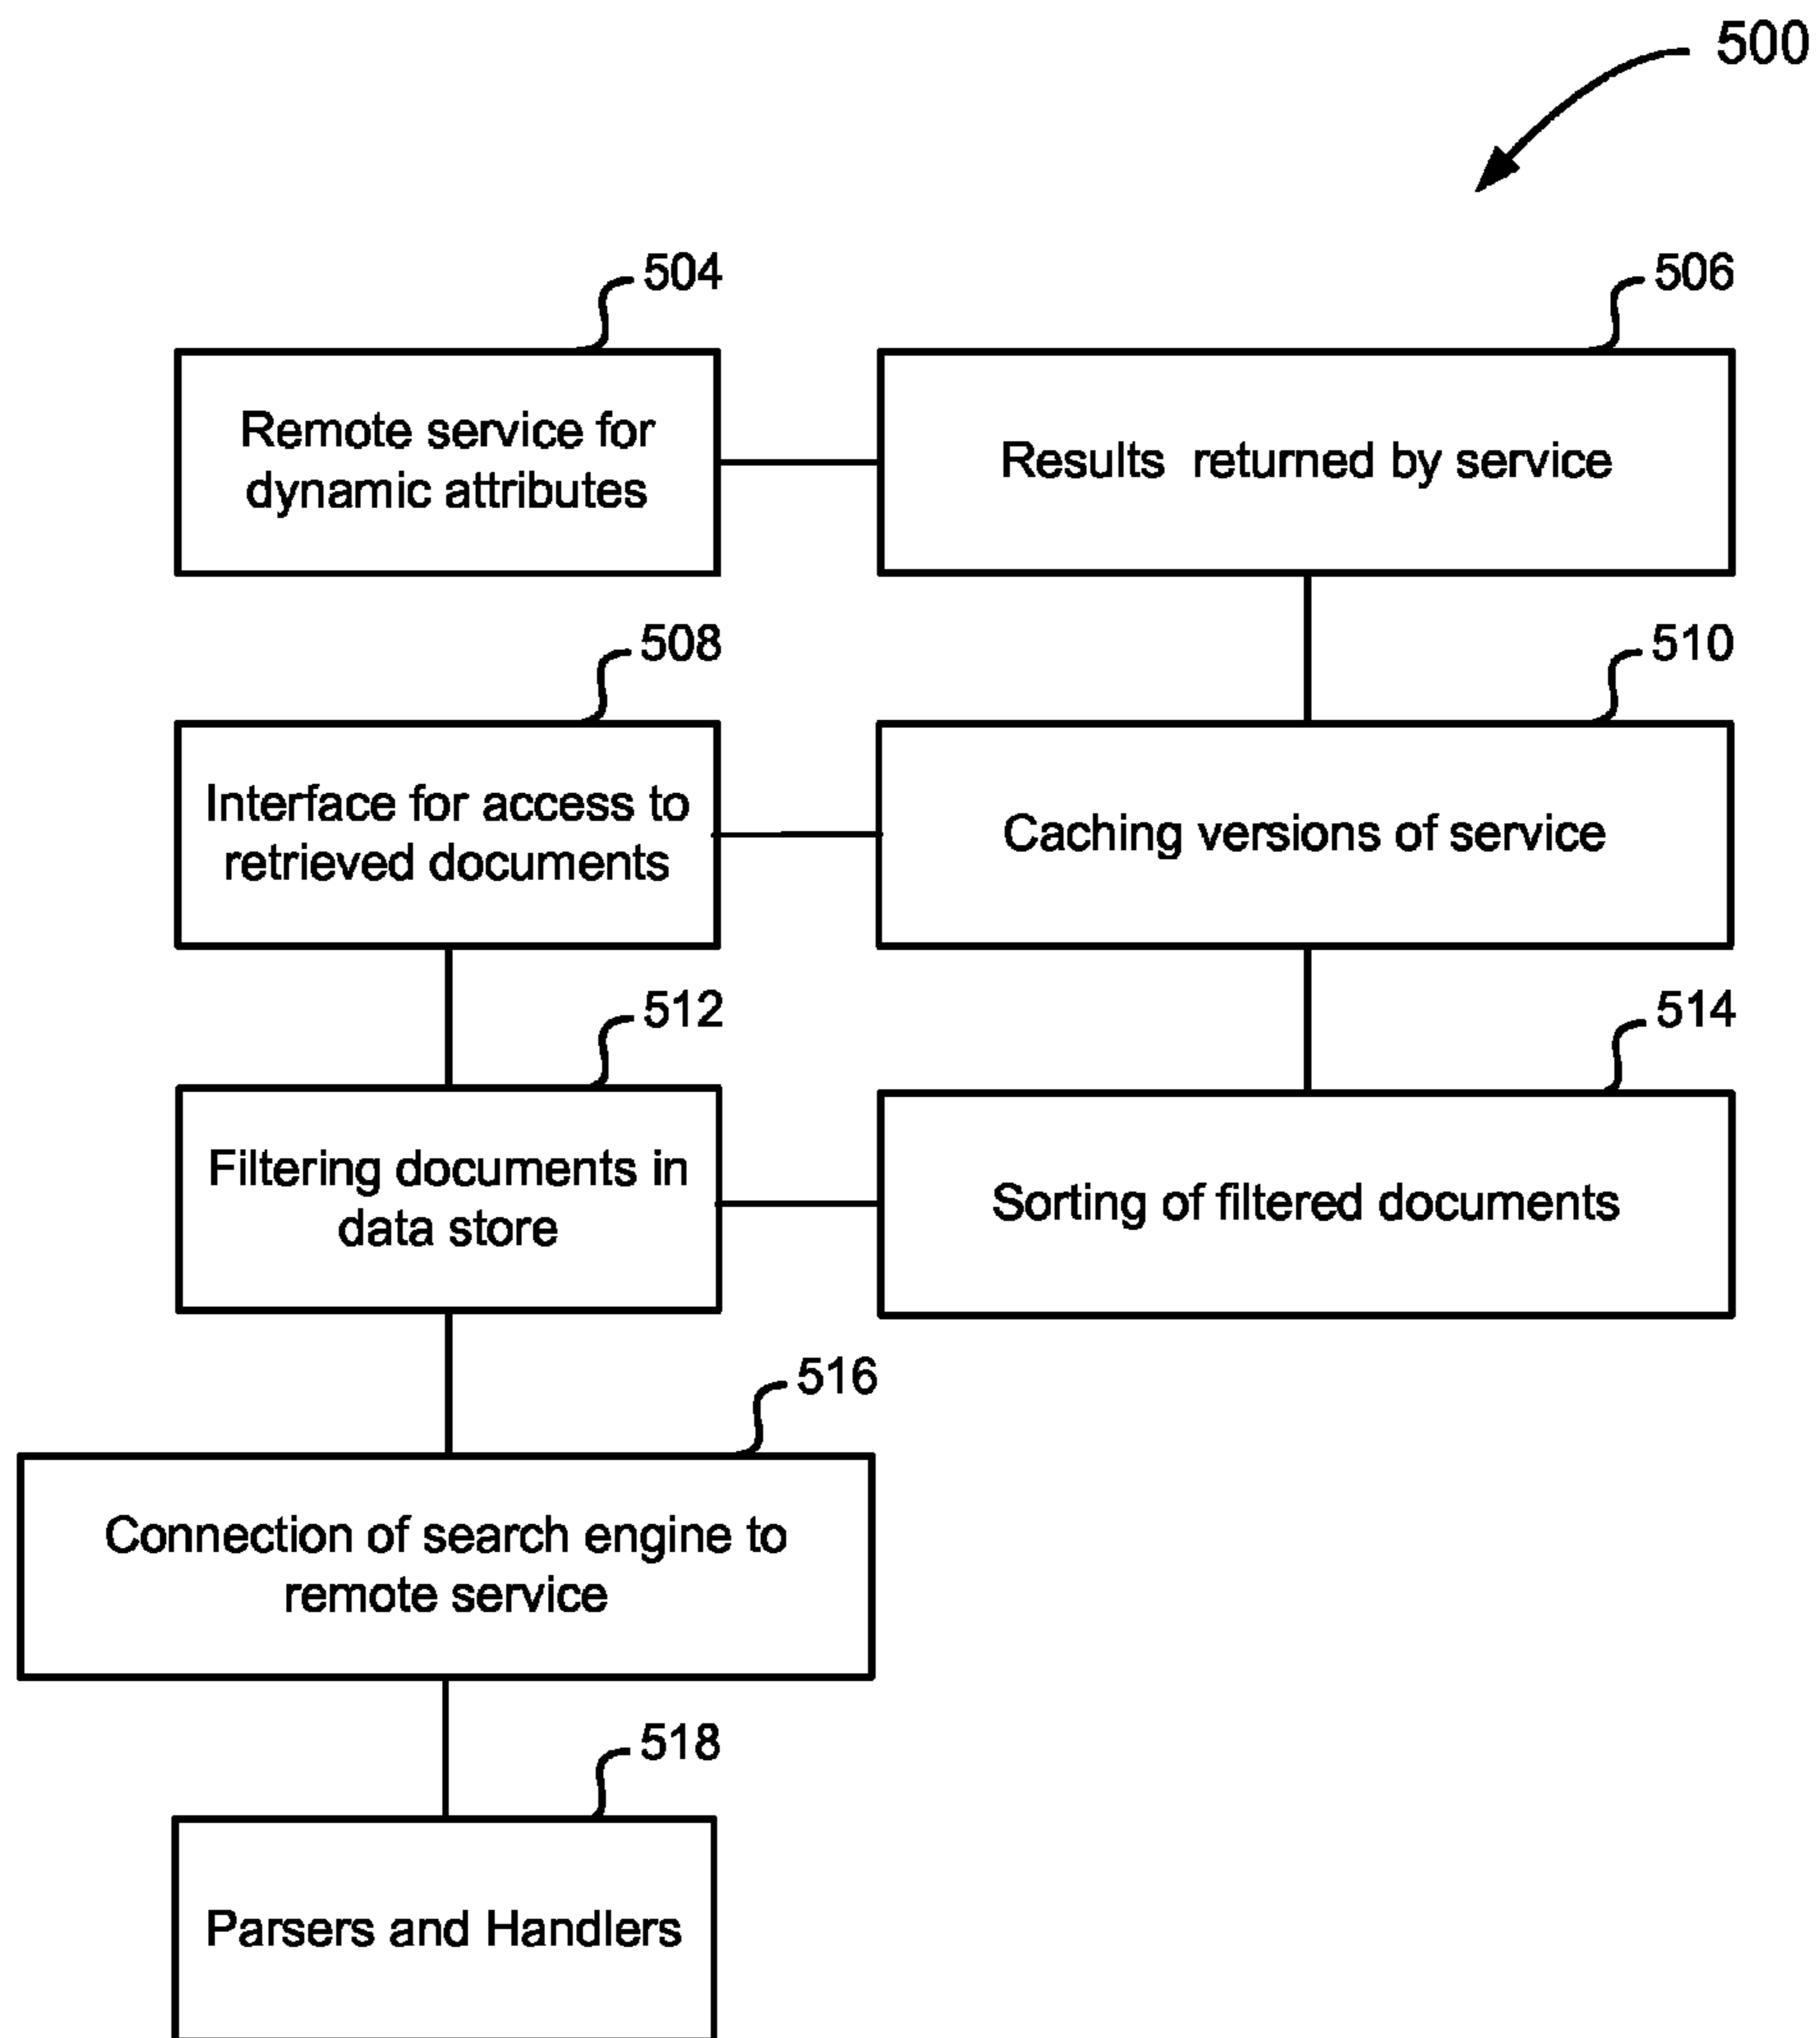 500
504
506
Remote service for
dynamic attributes
Results returned by service
508
510
Interface for access to
retrieved documents
Caching versions of service
512
514
Filtering documents in
data store
Sorting of filtered documents
516
Connection of search engine to
remote service
518
Parsers and Handlers